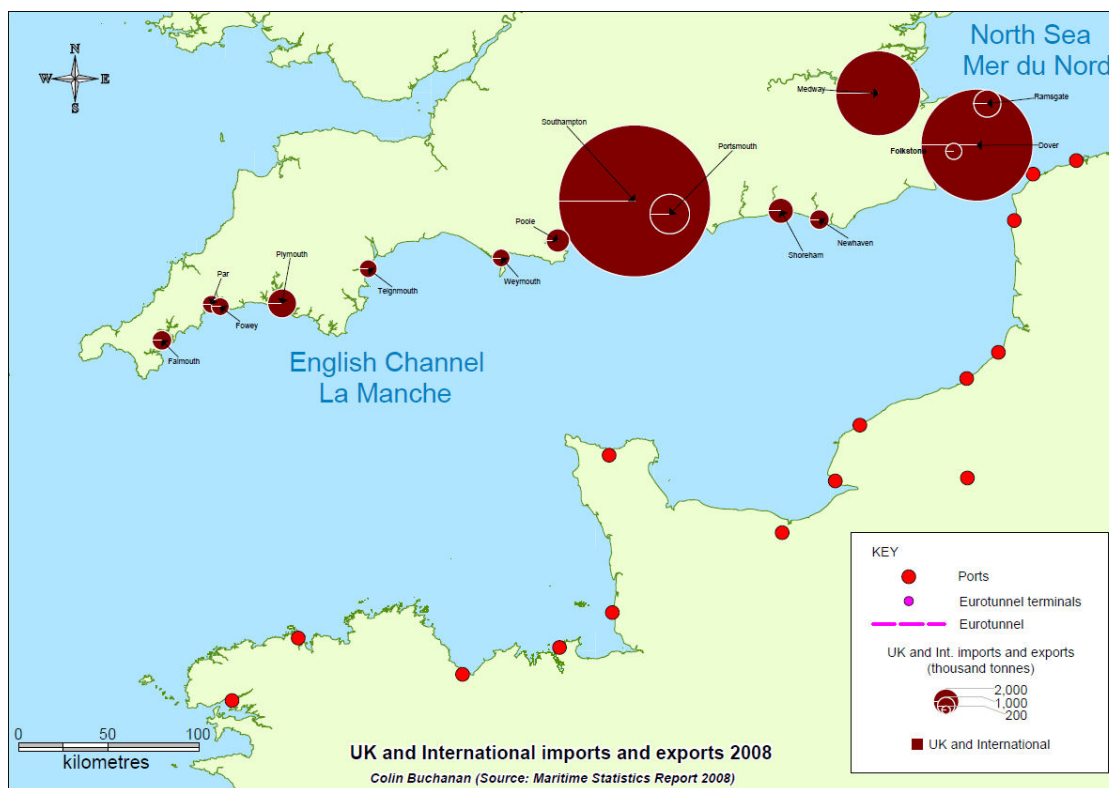 North Sea
Mer du Nord
N
W E
S
Medway
Ramsgate
Southampton
Portsmouth
Folkstone
Dover
Poole
Shoreham
Newhaven
Plymouth
Weymouth
Par
Teignmouth
Fowey
Falmouth
English Channel
La Manche
KEY
Ports
Eurotunnel terminals
Eurotunnel
UK and Int. imports and exports
(thousand tonnes)
2,000
1,000
200
UK and International
0 50 100
kilometres
UK and International imports and exports 2008
Colin Buchanan (Source: Maritime Statistics Report 2008)